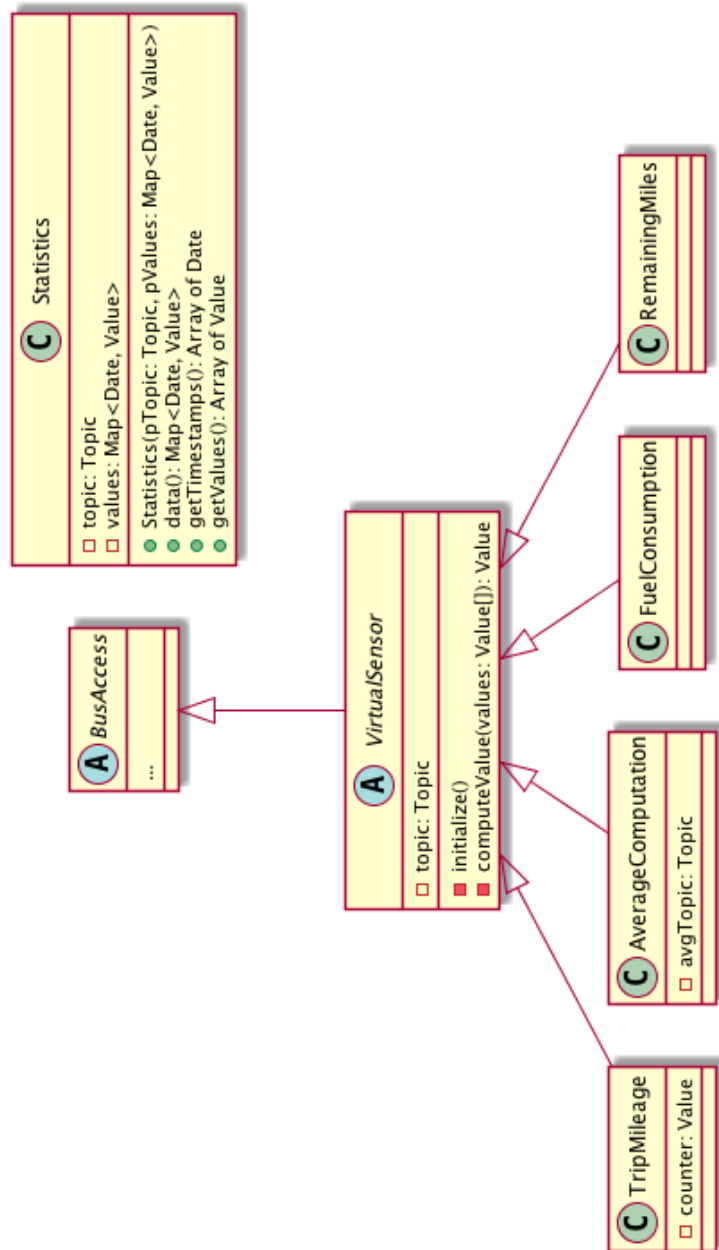 C BusAccess
...
C Statistics
topic: Topic
values: Map<Date, Value>
Statistics(pTopic: Topic, pValues: Map<Date, Value>)
data(): Map<Date, Value>
getTimestamps(): Array of Date
getValues(): Array of Value
A VirtualSensor
topic: Topic
initialize()
computeValue(values: Value[]): Value
C TripMileage
counter: Value
C AverageComputation
avgTopic: Topic
C FuelConsumption
C RemainingMiles